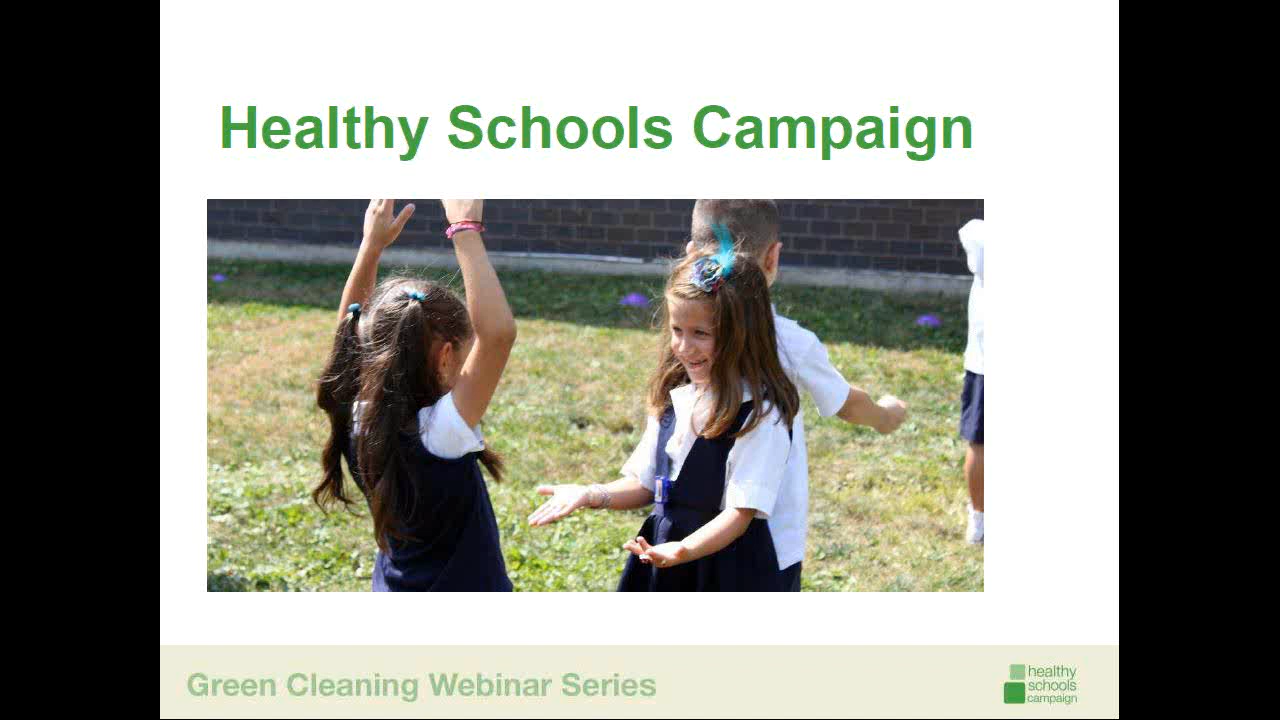 Healthy Schools Campaign
Green Cleaning Webinar Series
healthy
schools
campaign